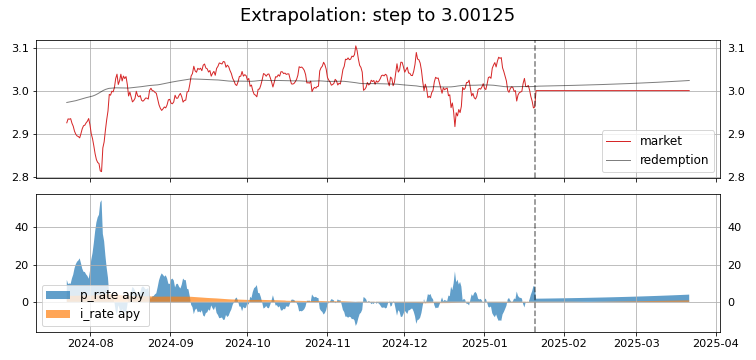 Extrapolation: step to 3.00125
3.1 3.1
3.0 3.0
2.9 2.9
2.8 2.8
market
redemption
40 40
20 20
0 0
p_rate apy
i_rate apy
2024-08 2024-09 2024-10 2024-11 2024-12 2025-01 2025-02 2025-03 2025-04